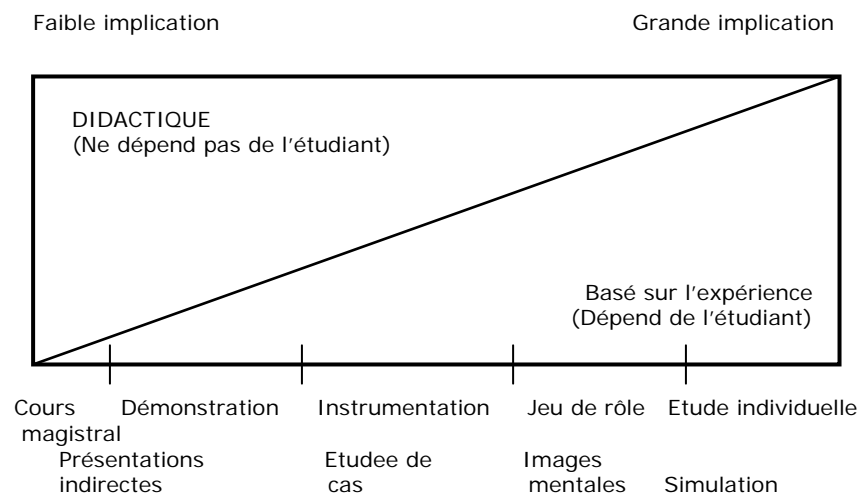 Faible implication Grande implication
DIDACTIQUE
(Ne dépend pas de l'étudiant)
Basé sur l'expérience
(Dépend de l'étudiant)
Cours Démonstration Instrumentation Jeu de rôle Etude individuelle
magistral
Présentations Etudee de Images
indirectes cas mentales Simulation